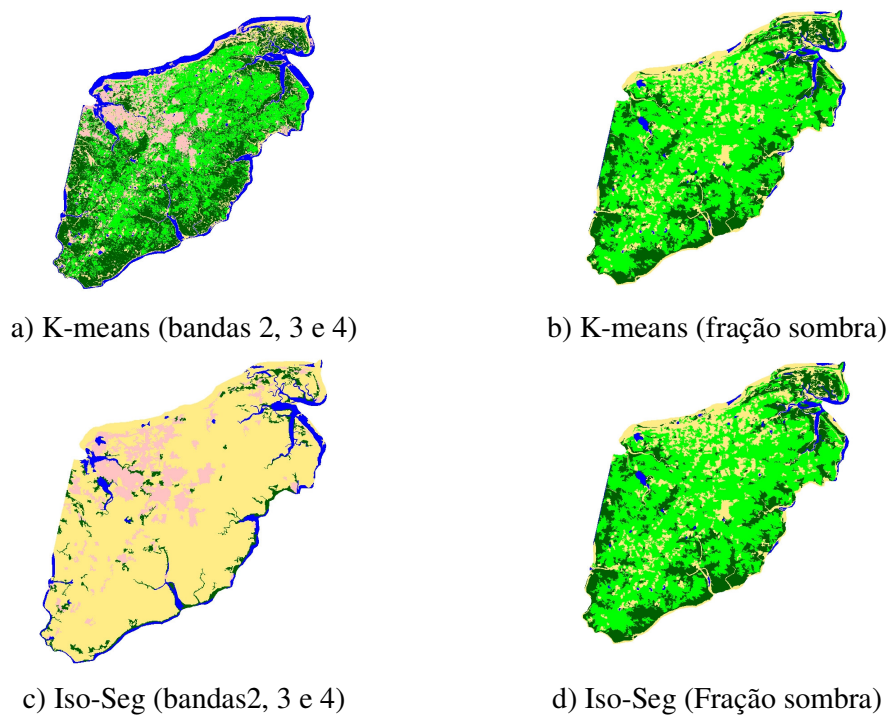 a) K-means (bandas 2, 3 e 4)
b) K-means (fração sombra)
c) Iso-Seg (bandas2, 3 e 4)
d) Iso-Seg (Fração sombra)